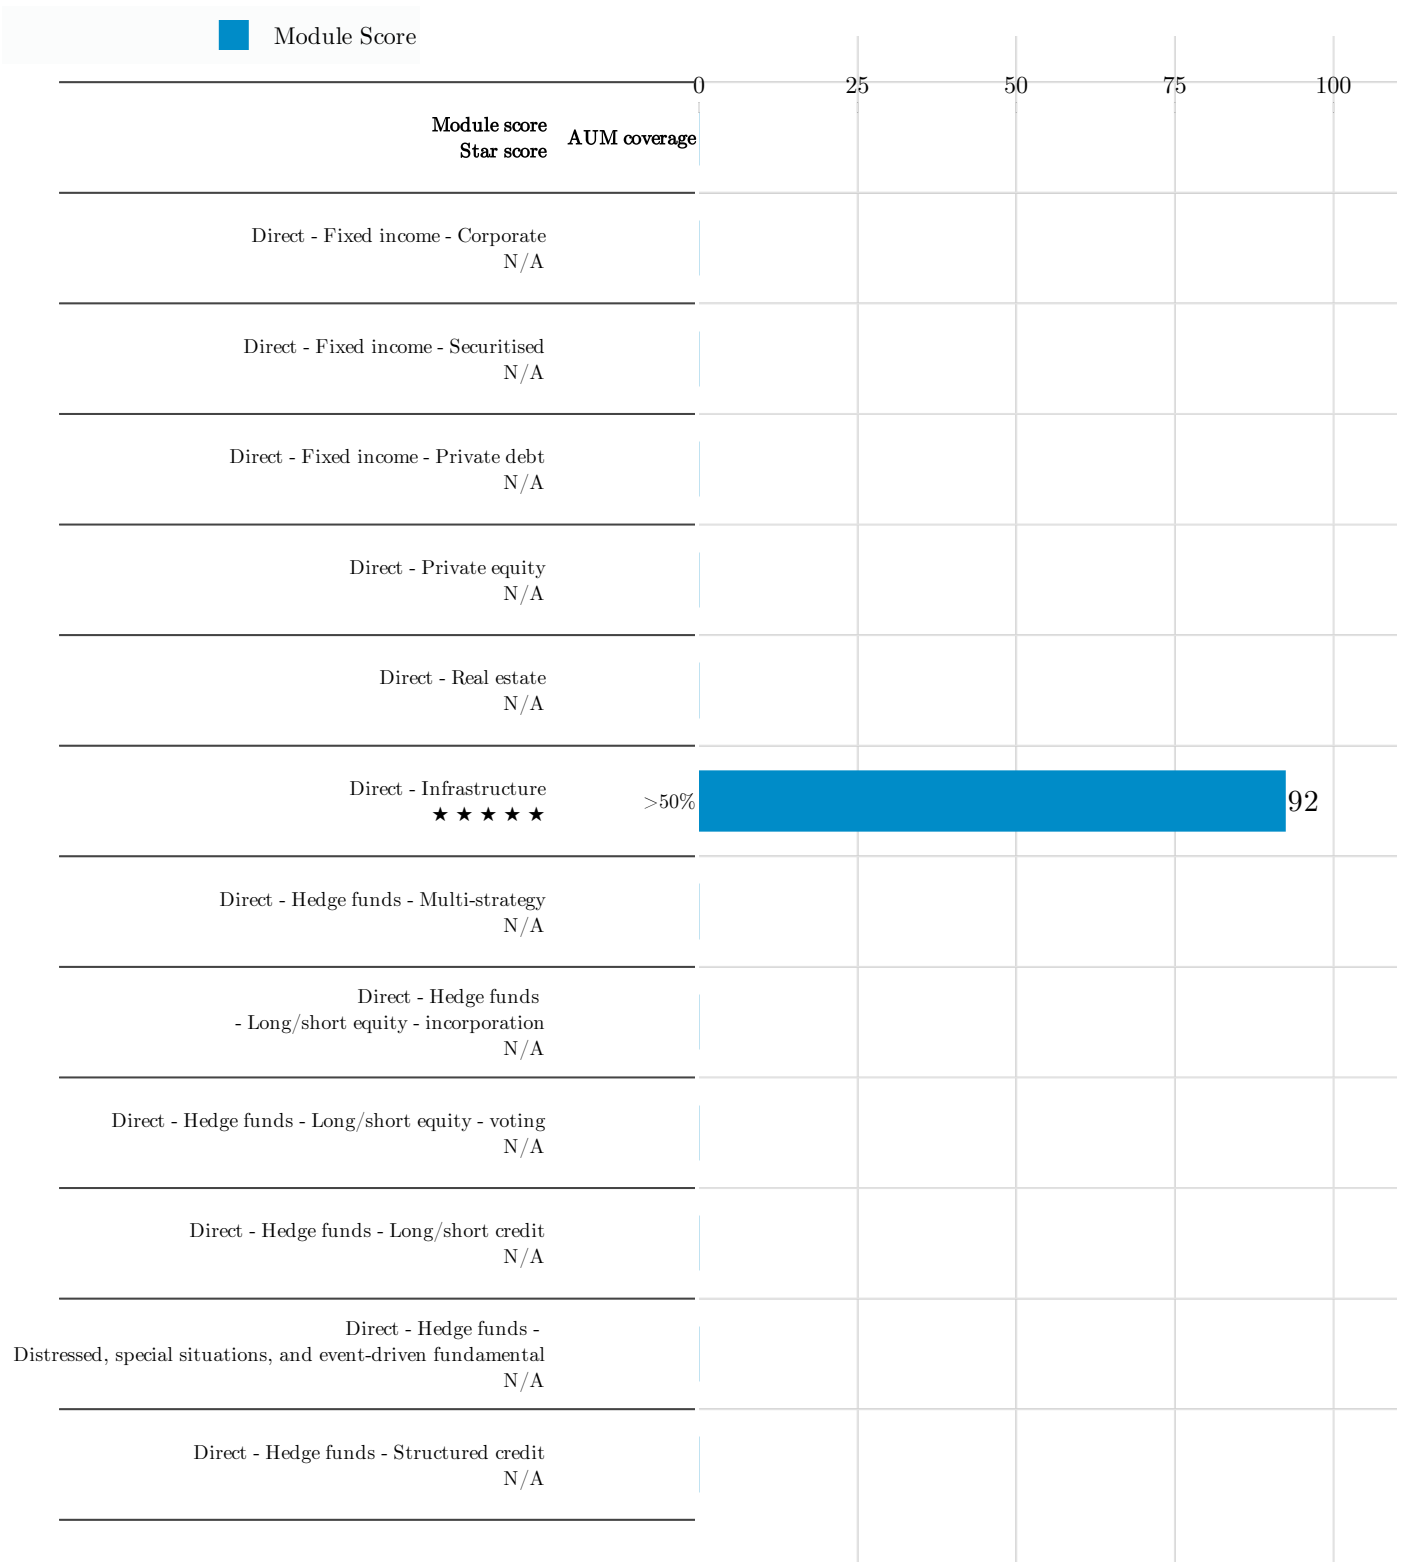 Module Score
0 25 50 75 100
Module score
Star score
AUM coverage
Direct - Fixed income - Corporate
N/A
Direct - Fixed income - Securitised
N/A
Direct - Fixed income - Private debt
N/A
Direct - Private equity
N/A
Direct - Real estate
N/A
Direct - Infrastructure
★ ★ ★ ★ ★
>50%
92
Direct - Hedge funds - Multi-strategy
N/A
Direct - Hedge funds
- Long/short equity - incorporation
N/A
Direct - Hedge funds - Long/short equity - voting
N/A
Direct - Hedge funds - Long/short credit
N/A
Direct - Hedge funds -
Distressed, special situations, and event-driven fundamental
N/A
Direct - Hedge funds - Structured credit
N/A